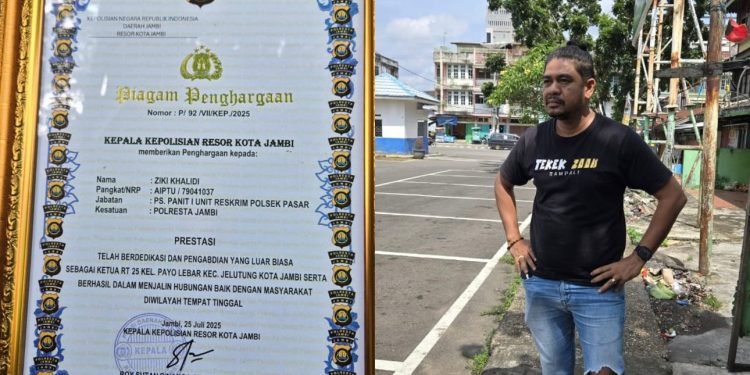 KEPOLISIAN NEGARA REPUBLIK INDONESIA
DAERAH JAMBI
RESOR KOTA JAMBI
Piagam Penghargaan
Nomor : P/ 92 /VII/KEP./2025
KEPALA KEPOLISIAN RESOR KOTA JAMBI
memberikan Penghargaan kepada:
Nama : ZIKI KHALIDI
Pangkat/NRP : AIPTU / 79041037
Jabatan : PS. PANIT I UNIT RESKRIM POLSEK PASAR
Kesatuan : POLRESTA JAMBI
PRESTASI
TELAH BERDEDIKASI DAN PENGABDIAN YANG LUAR BIASA
SEBAGAI KETUA RT 25 KEL. PAYO LEBAR KEC. JELUTUNG KOTA JAMBI SERTA
BERHASIL DALAM MENJALIN HUBUNGAN BAIK DENGAN MASYARAKAT
DIWILAYAH TEMPAT TINGGAL
Jambi, 25 Juli 2025
KEPALA KEPOLISIAN RESOR KOTA JAMBI
KEPALA
TEKEK